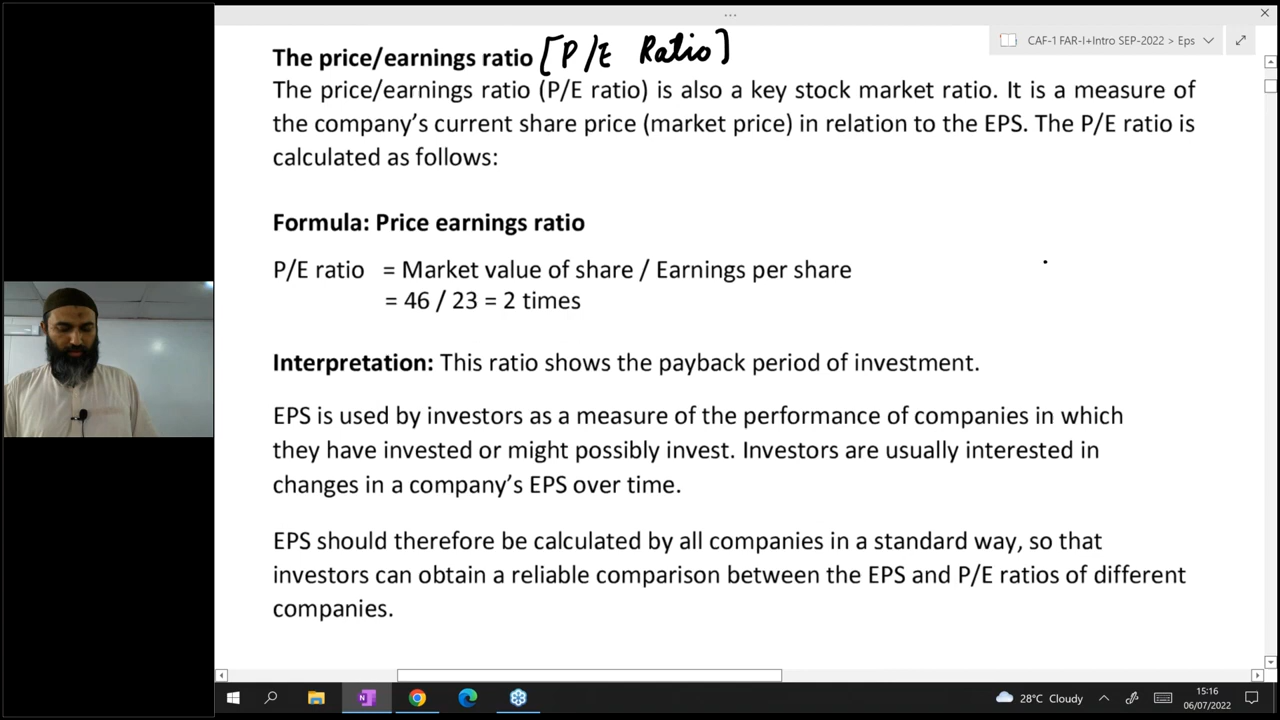 CAF-1 FAR-I+Intro SEP-2022 > Eps
The price/earnings ratio [P/E Ratio]
The price/earnings ratio (P/E ratio) is also a key stock market ratio. It is a measure of
the company's current share price (market price) in relation to the EPS. The P/E ratio is
calculated as follows:
Formula: Price earnings ratio
P/E ratio = Market value of share / Earnings per share
= 46 / 23 = 2 times
Interpretation: This ratio shows the payback period of investment.
EPS is used by investors as a measure of the performance of companies in which
they have invested or might possibly invest. Investors are usually interested in
changes in a company's EPS over time.
EPS should therefore be calculated by all companies in a standard way, so that
investors can obtain a reliable comparison between the EPS and P/E ratios of different
companies.
28°C Cloudy
15:16
06/07/2022